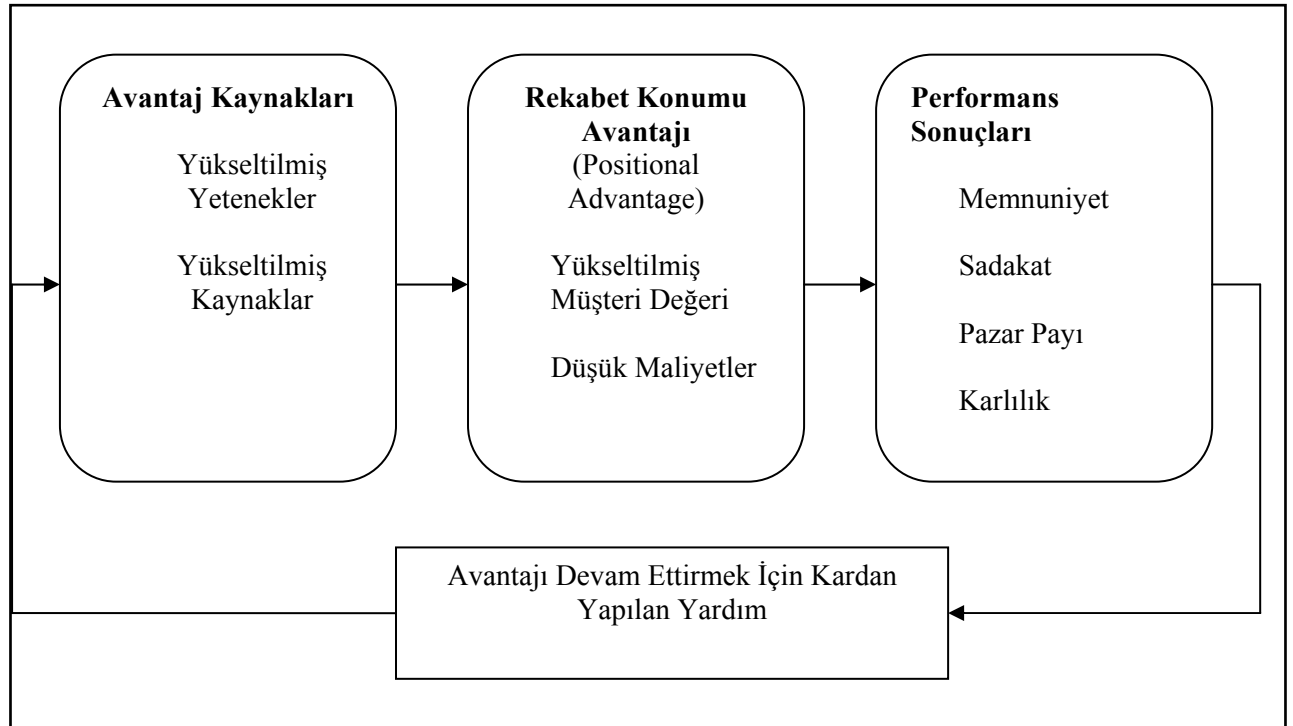 Avantaj Kaynakları
Yükseltilmiş
Yetenekler
Yükseltilmiş
Kaynaklar
Rekabet Konumu
Avantajı
(Positional
Advantage)
Yükseltilmiş
Müşteri Değeri
Düşük Maliyetler
Performans
Sonuçları
Memnuniyet
Sadakat
Pazar Payı
Karlılık
Avantajı Devam Ettirmek İçin Kardan
Yapılan Yardım